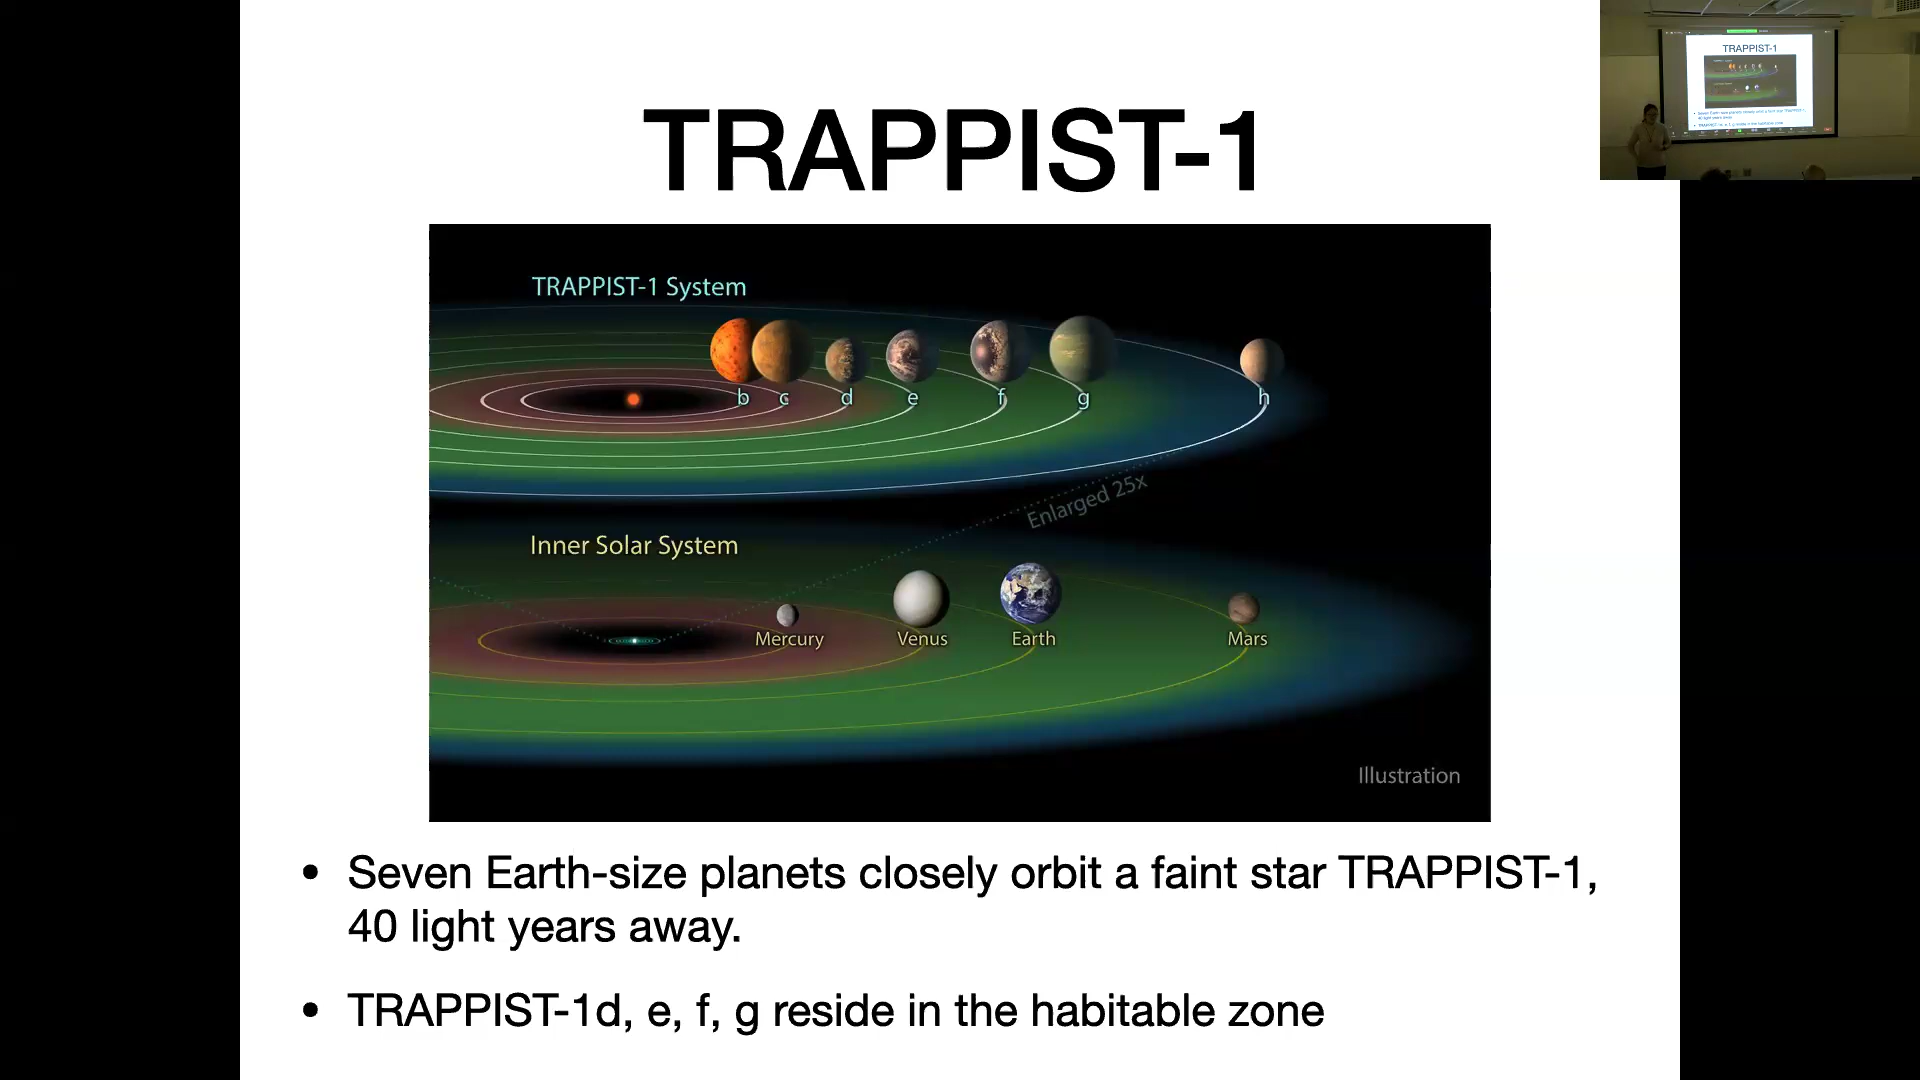 TRAPPIST-1
TRAPPIST-1 System
b c d e f g h
Enlarged 25x
Inner Solar System
Mercury Venus Earth Mars
Illustration
• Seven Earth-size planets closely orbit a faint star TRAPPIST-1,
40 light years away.
• TRAPPIST-1d, e, f, g reside in the habitable zone
TRAPPIST-1